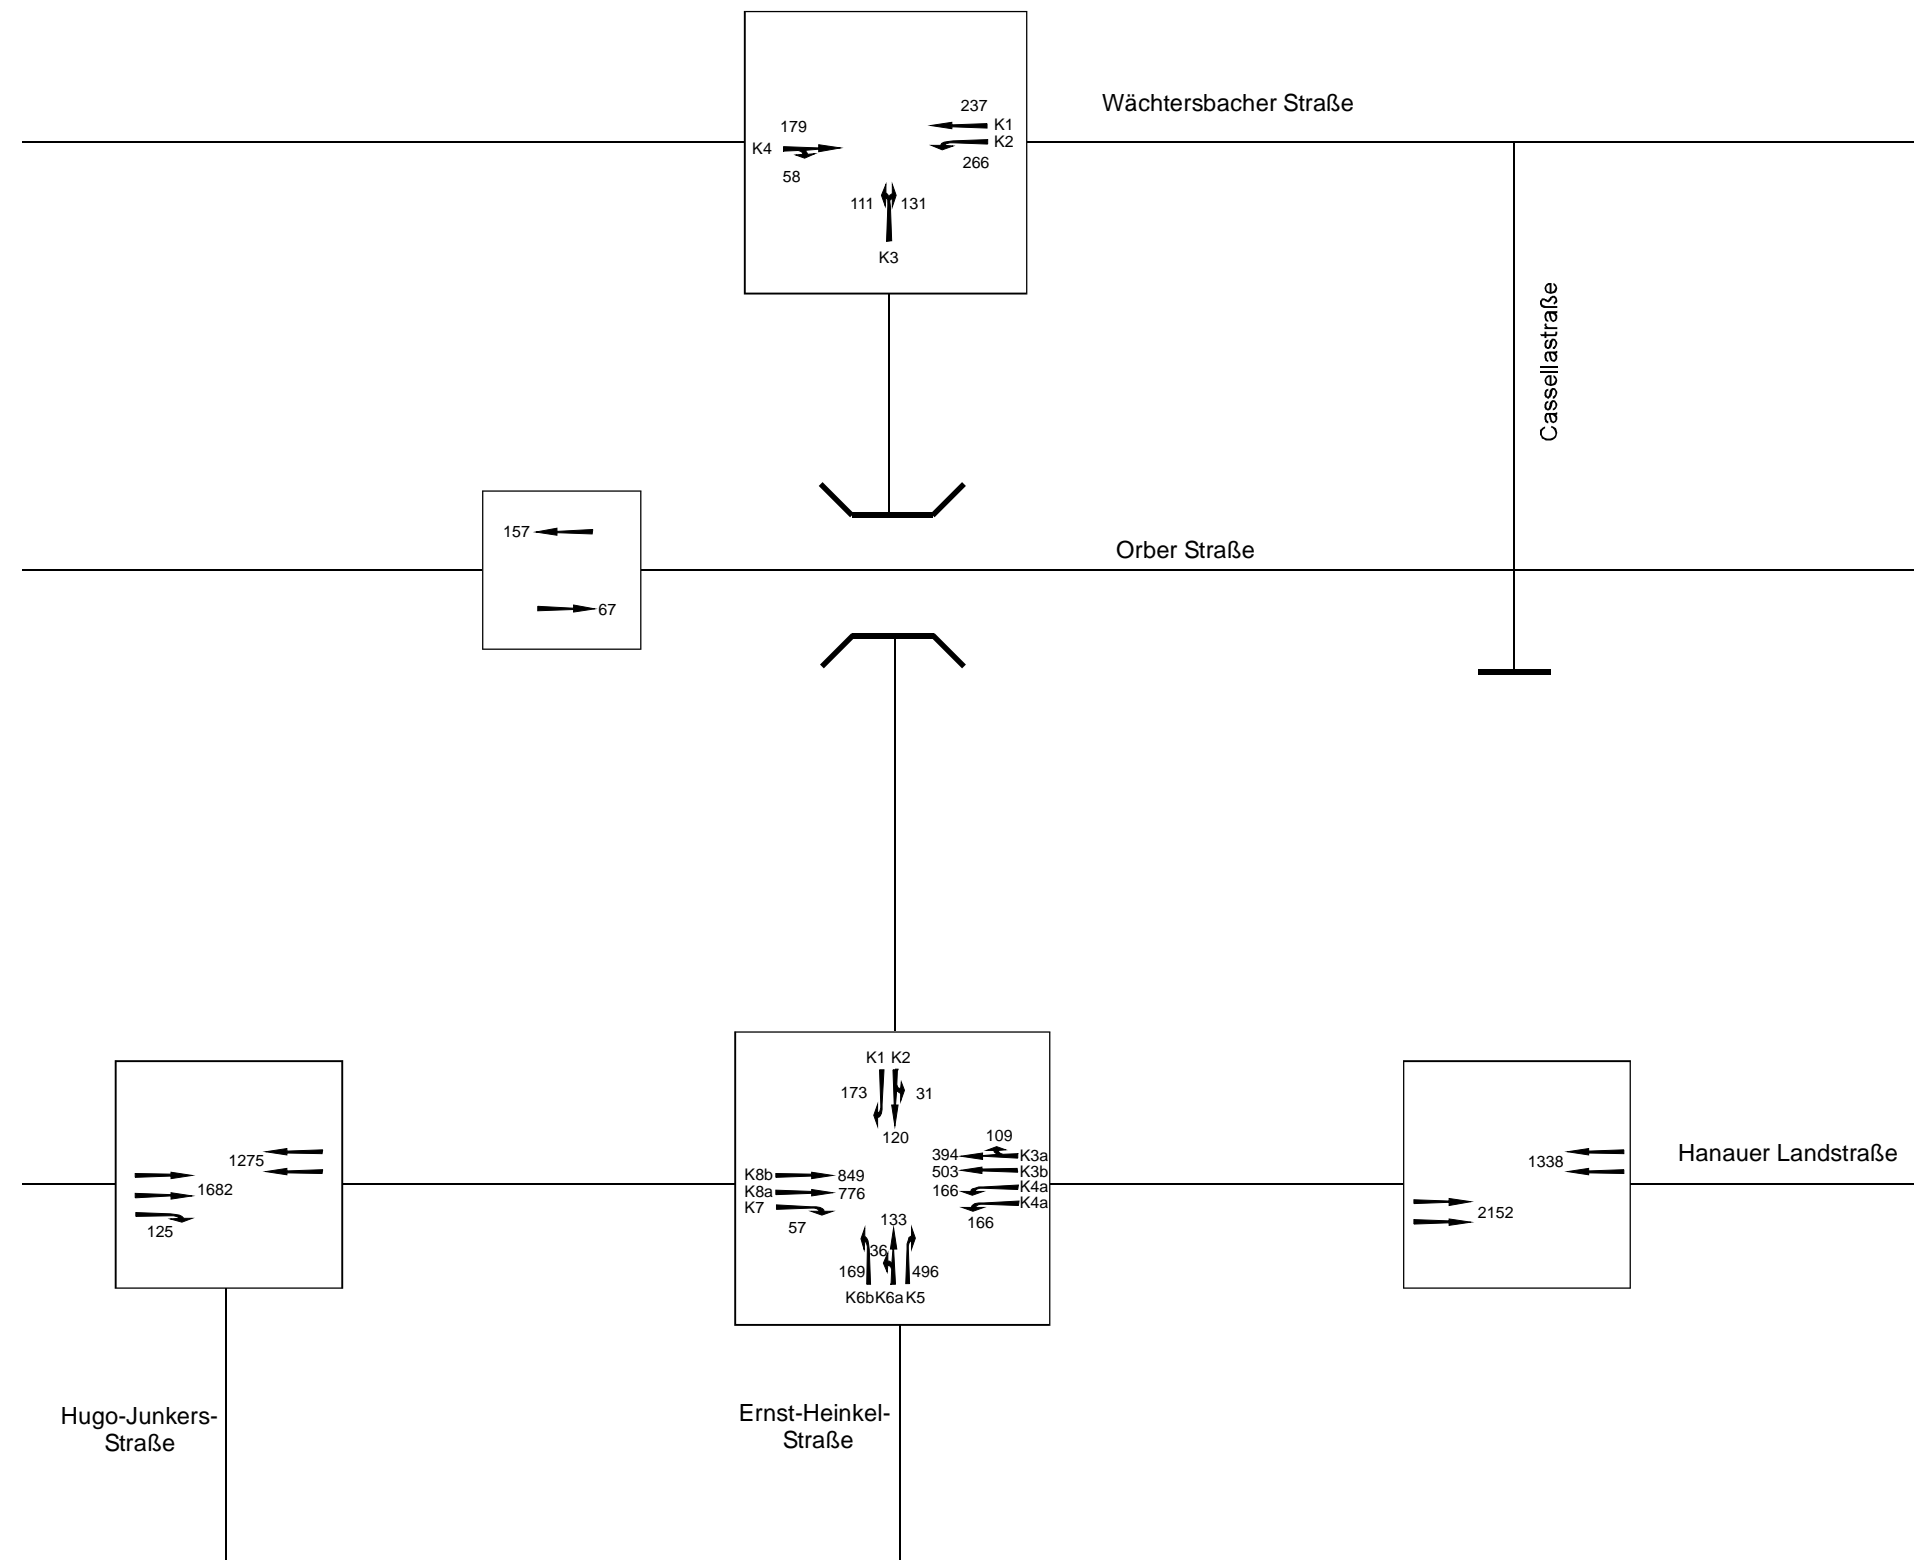 237
Wächtersbacher Straße
179
K1
K4
K2
58
266
111
131
K3
Cassellastraße
157
Orber Straße
67
K1 K2
173
31
120
109
394
K3a
503
K3b
166
K4a
K4a
166
K8b
849
K8a
776
K7
57
133
36
169
496
K6b K6a K5
1275
1682
125
1338
2152
Hanauer Landstraße
Hugo-Junkers-
Straße
Ernst-Heinkel-
Straße